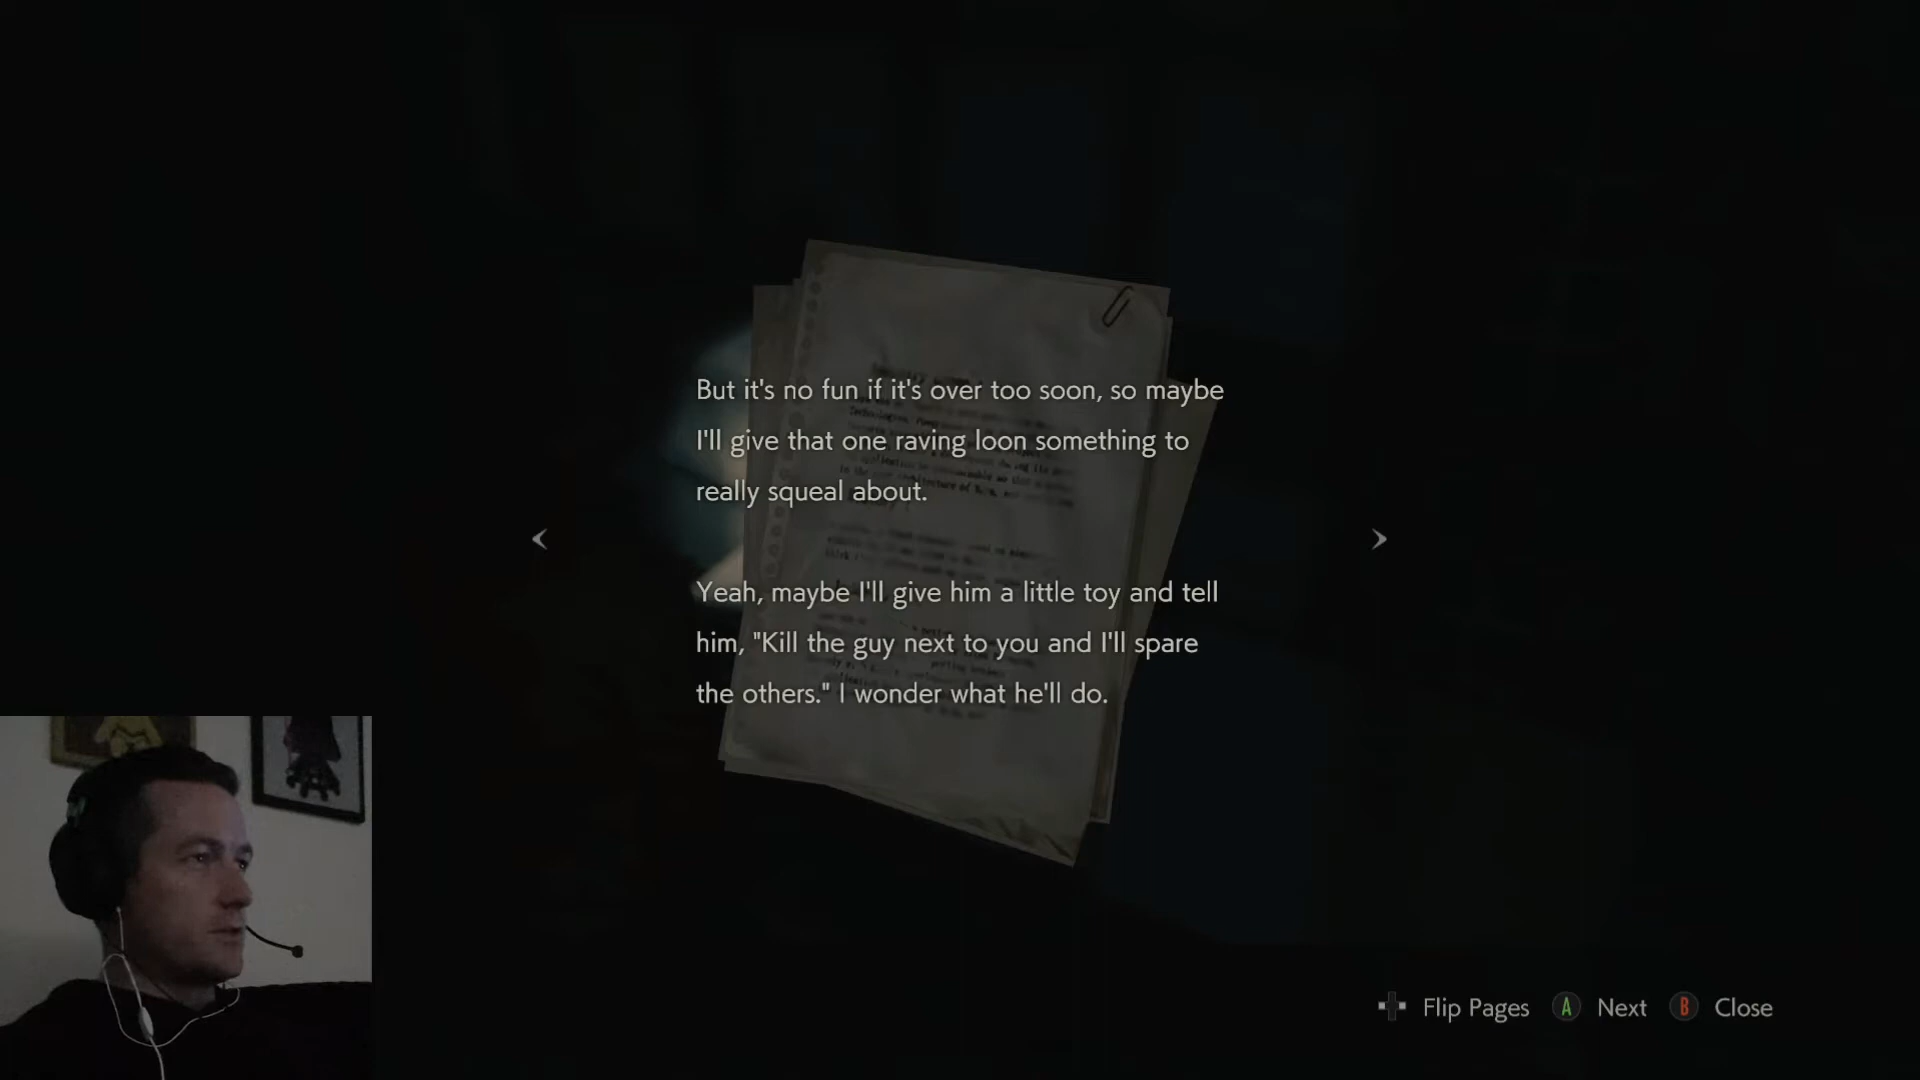 But it's no fun if it's over too soon, so maybe
I'll give that one raving loon something to
really squeal about.
Yeah, maybe I'll give him a little toy and tell
him, "Kill the guy next to you and I'll spare
the others." I wonder what he'll do.
Flip Pages A Next B Close